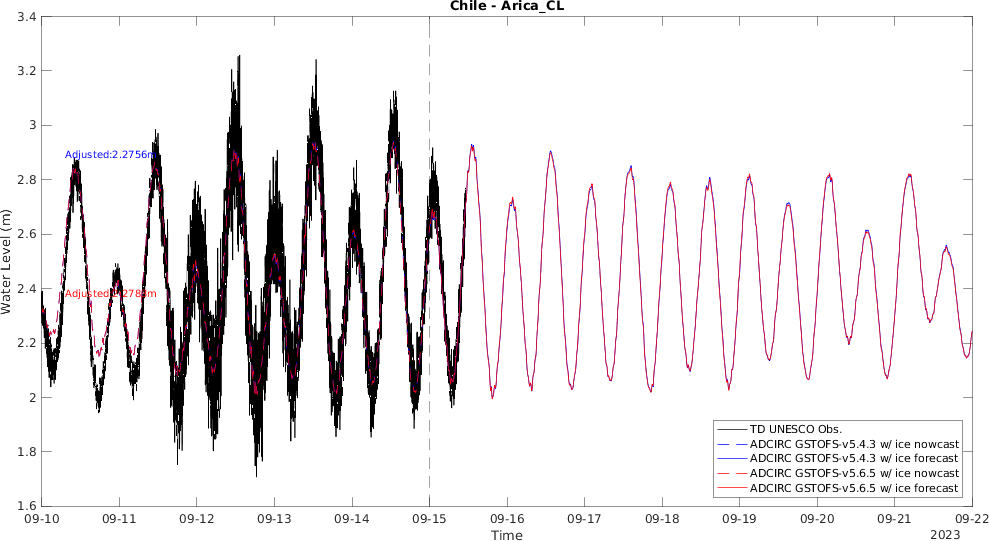 Chile - Arica_CL
3.4
3.2
3
2.8
2.6
2.4
2.2
2
1.8
1.6
Water Level (m)
Adjusted:2.2756m
Adjusted:2.2783m
TD UNESCO Obs.
ADCIRC GSTOFS-v5.4.3 w/ ice nowcast
ADCIRC GSTOFS-v5.4.3 w/ ice forecast
ADCIRC GSTOFS-v5.6.5 w/ ice nowcast
ADCIRC GSTOFS-v5.6.5 w/ ice forecast
09-10 09-11 09-12 09-13 09-14 09-15 09-16 09-17 09-18 09-19 09-20 09-21 09-22
Time
2023